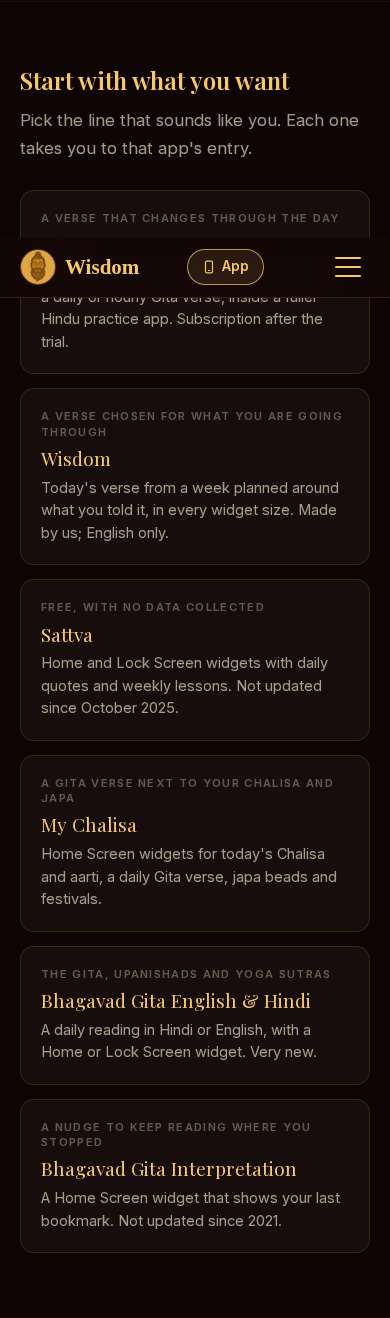 Start with what you want
Pick the line that sounds like you. Each one
takes you to that app's entry.
A VERSE THAT CHANGES THROUGH THE DAY
Wisdom
App
a daily or hourly Gita verse, inside a fuller
Hindu practice app. Subscription after the
trial.
A VERSE CHOSEN FOR WHAT YOU ARE GOING
THROUGH
Wisdom
Today's verse from a week planned around
what you told it, in every widget size. Made
by us; English only.
FREE, WITH NO DATA COLLECTED
Sattva
Home and Lock Screen widgets with daily
quotes and weekly lessons. Not updated
since October 2025.
A GITA VERSE NEXT TO YOUR CHALISA AND
JAPA
My Chalisa
Home Screen widgets for today's Chalisa
and aarti, a daily Gita verse, japa beads and
festivals.
THE GITA, UPANISHADS AND YOGA SUTRAS
Bhagavad Gita English & Hindi
A daily reading in Hindi or English, with a
Home or Lock Screen widget. Very new.
A NUDGE TO KEEP READING WHERE YOU
STOPPED
Bhagavad Gita Interpretation
A Home Screen widget that shows your last
bookmark. Not updated since 2021.